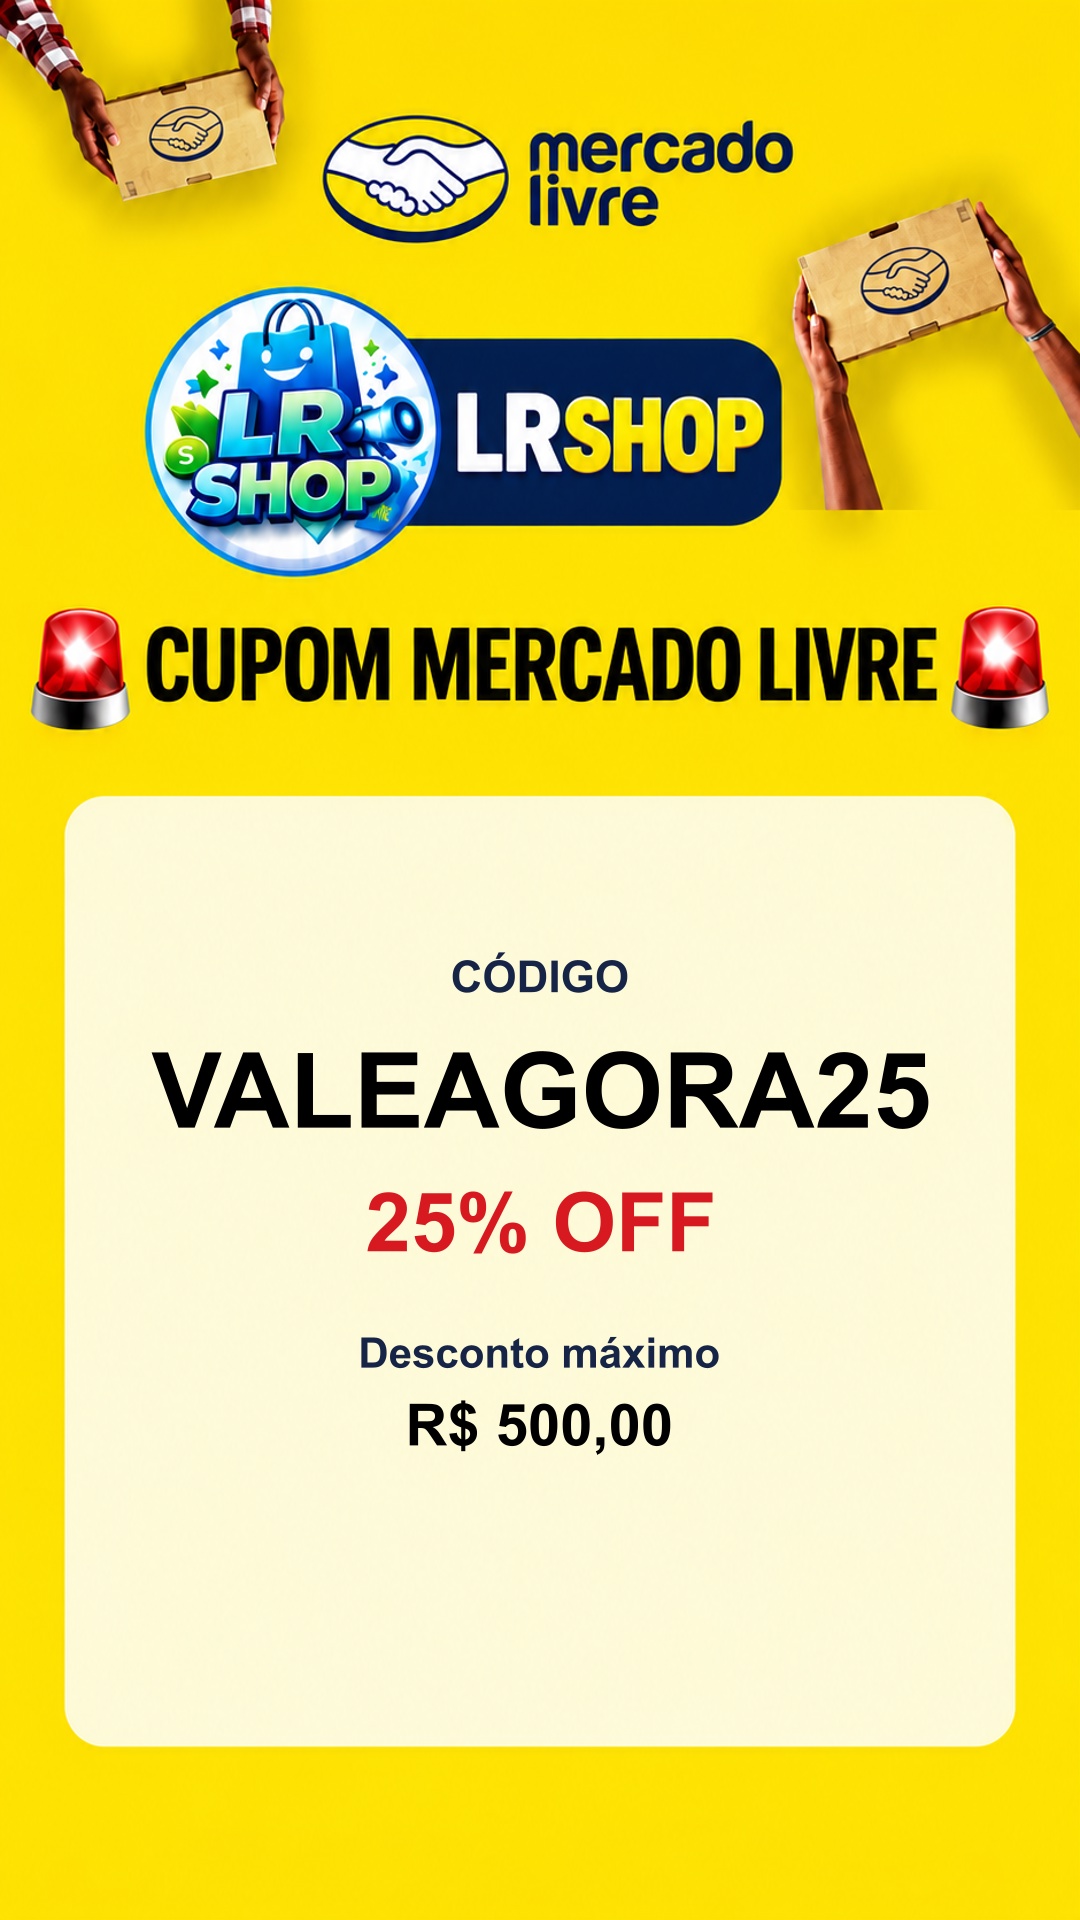 mercado
livre
LR
SHOP
S
LRSHOP
CUPOM MERCADO LIVRE
CÓDIGO
VALEAGORA25
25% OFF
Desconto máximo
R$ 500,00